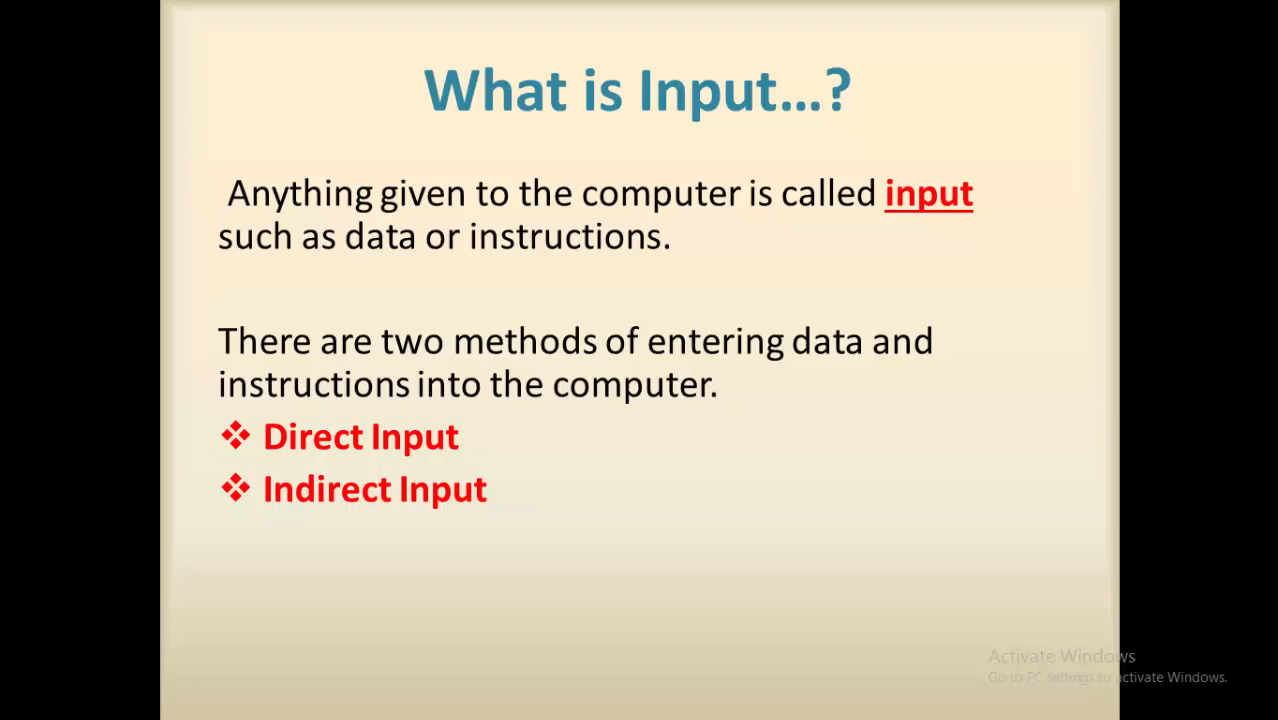 What is Input...?
Anything given to the computer is called input
such as data or instructions.
There are two methods of entering data and
instructions into the computer.
❖ Direct Input
❖ Indirect Input
Activate Windows
Go to PC settings to activate Windows.